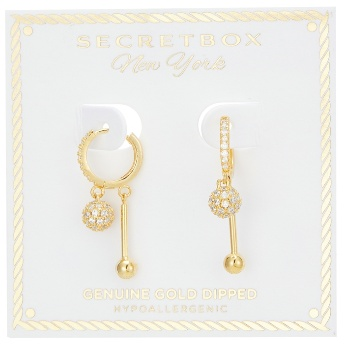 SECRETBOX
New York
GENUINE GOLD DIPPED
HYPOALLERGENIC